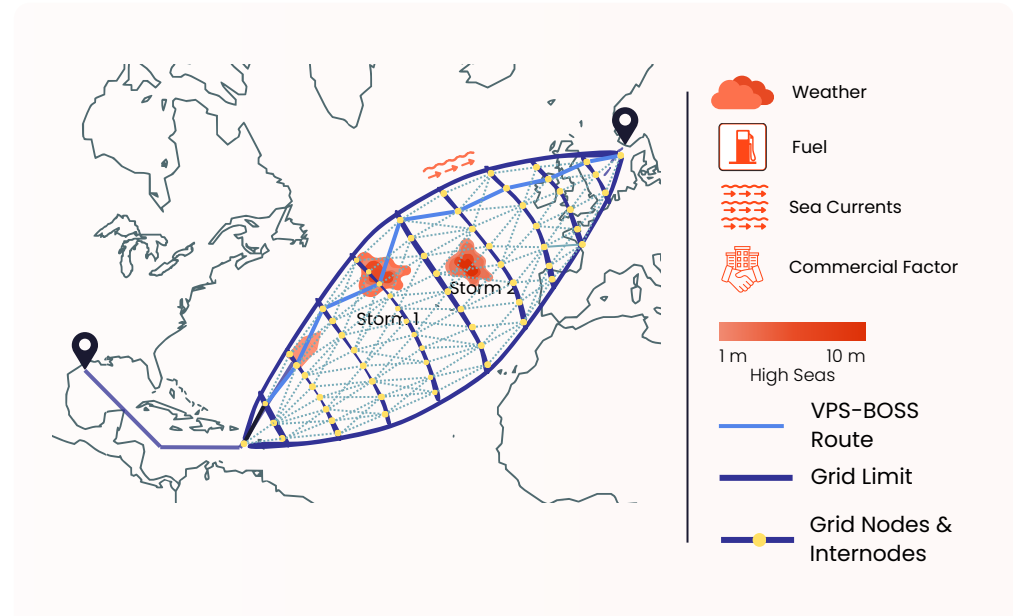 Storm 1
Storm 2
Weather
Fuel
Sea Currents
Commercial Factor
1 m 10 m
High Seas
VPS-BOSS
Route
Grid Limit
Grid Nodes &
Internodes